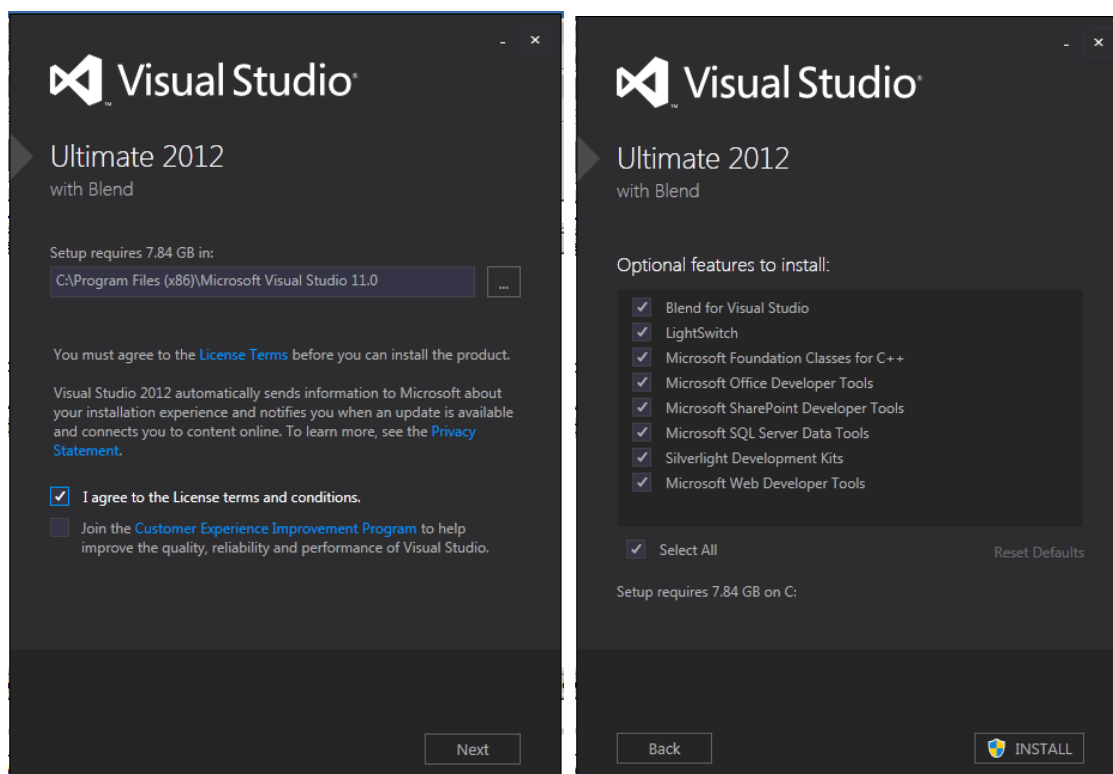 Visual Studio®
Ultimate 2012
with Blend
Setup requires 7.84 GB in:
C:\Program Files (x86)\Microsoft Visual Studio 11.0
...
You must agree to the License Terms before you can install the product.
Visual Studio 2012 automatically sends information to Microsoft about
your installation experience and notifies you when an update is available
and connects you to content online. To learn more, see the Privacy
Statement.
I agree to the License terms and conditions.
Join the Customer Experience Improvement Program to help
improve the quality, reliability and performance of Visual Studio.
Next
Visual Studio®
Ultimate 2012
with Blend
Optional features to install:
Blend for Visual Studio
LightSwitch
Microsoft Foundation Classes for C++
Microsoft Office Developer Tools
Microsoft SharePoint Developer Tools
Microsoft SQL Server Data Tools
Silverlight Development Kits
Microsoft Web Developer Tools
Select All
Reset Defaults
Setup requires 7.84 GB on C:
Back
INSTALL